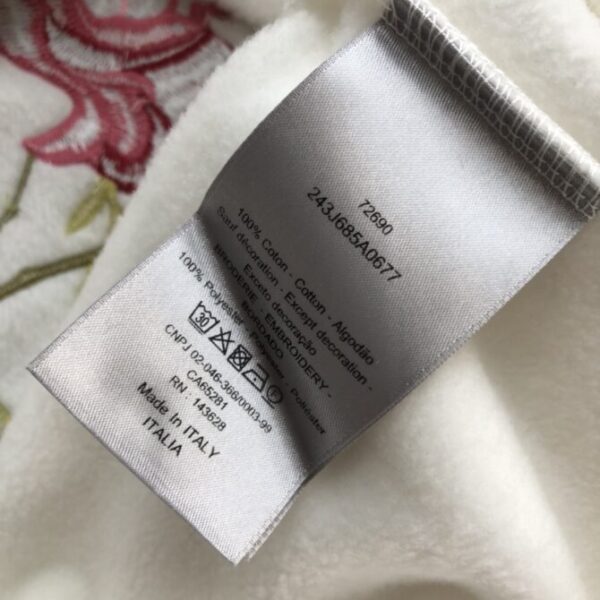 72690
243J685A0677
100% Coton - Cotton - Algodão
Sauf décoration - Except decoration -
Exceto decoração
BRODERIE - EMBROIDERY -
BORDADO
100% Polyester - Poliéster
30
CNPJ 02-046-366/0003-99
CA65281
RN : 143628
Made In ITALY
ITALIA